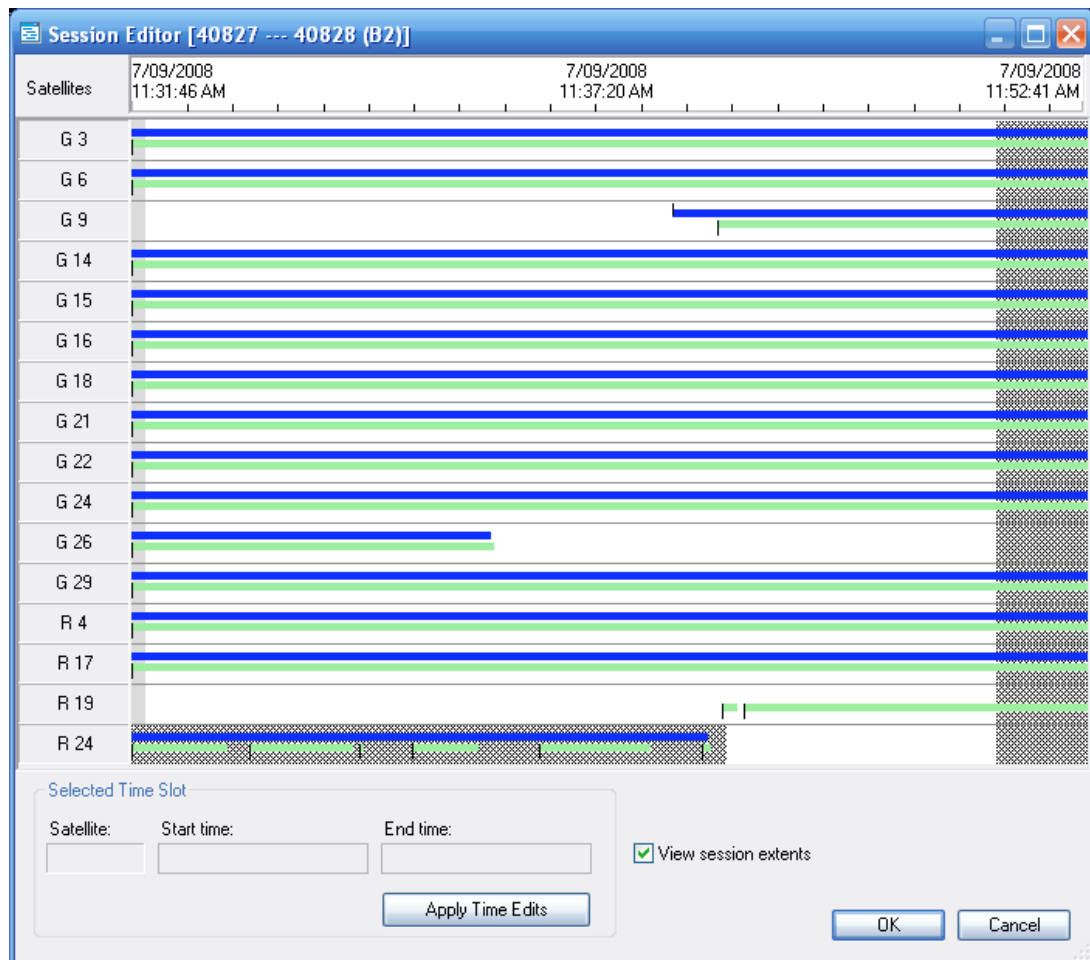 Session Editor [40827 --- 40828 (B2)]
Satellites
7/09/2008
11:31:46 AM
7/09/2008
11:37:20 AM
7/09/2008
11:52:41 AM
G 3
G 6
G 9
G 14
G 15
G 16
G 18
G 21
G 22
G 24
G 26
G 29
R 4
R 17
R 19
R 24
Selected Time Slot
Satellite:
Start time:
End time:
View session extents
Apply Time Edits
OK
Cancel